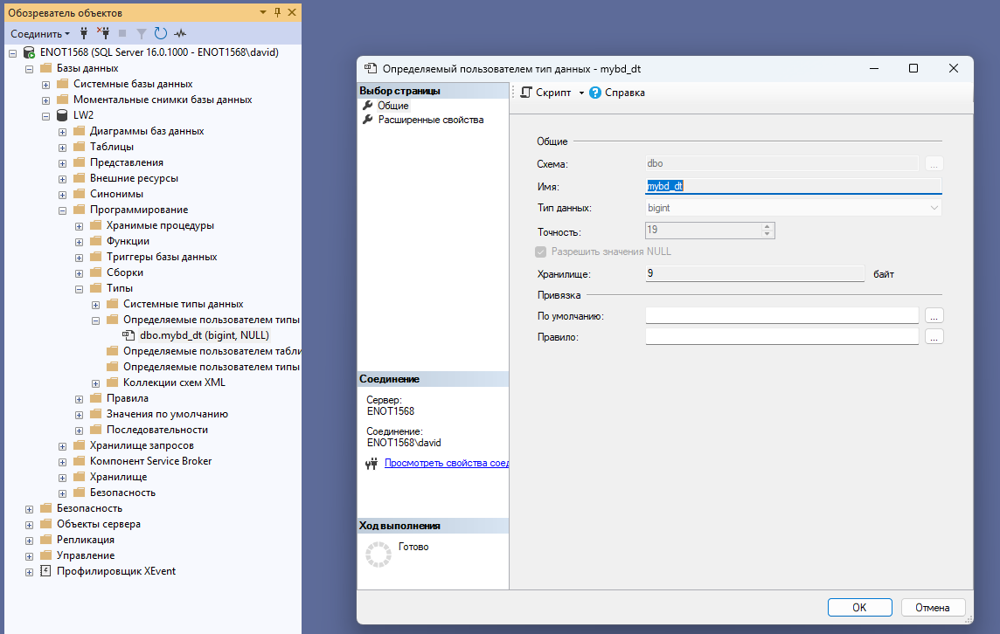 Обозреватель объектов
Соединить
ENOT1568 (SQL Server 16.0.1000 - ENOT1568\david)
Базы данных
Системные базы данных
Моментальные снимки базы данных
LW2
Диаграммы баз данных
Таблицы
Представления
Внешние ресурсы
Синонимы
Программирование
Хранимые процедуры
Функции
Триггеры базы данных
Сборки
Типы
Системные типы данных
Определяемые пользователем типы
dbo.mybd_dt (bigint, NULL)
Определяемые пользователем табли
Определяемые пользователем типы
Коллекции схем XML
Правила
Значения по умолчанию
Последовательности
Хранилище запросов
Компонент Service Broker
Хранилище
Безопасность
Безопасность
Объекты сервера
Репликация
Управление
Профилировщик XEvent
Определяемый пользователем тип данных - mybd_dt
Выбор страницы
Общие
Расширенные свойства
Соединение
Сервер:
ENOT1568
Соединение:
ENOT1568\david
Просмотреть свойства соед
Ход выполнения
Готово
Скрипт
Справка
Общие
Схема: dbo ...
Имя: mybd_dt
Тип данных: bigint
Точность: 19
Разрешить значения NULL
Хранилище: 9 байт
Привязка
По умолчанию: ...
Правило: ...
OK Отмена